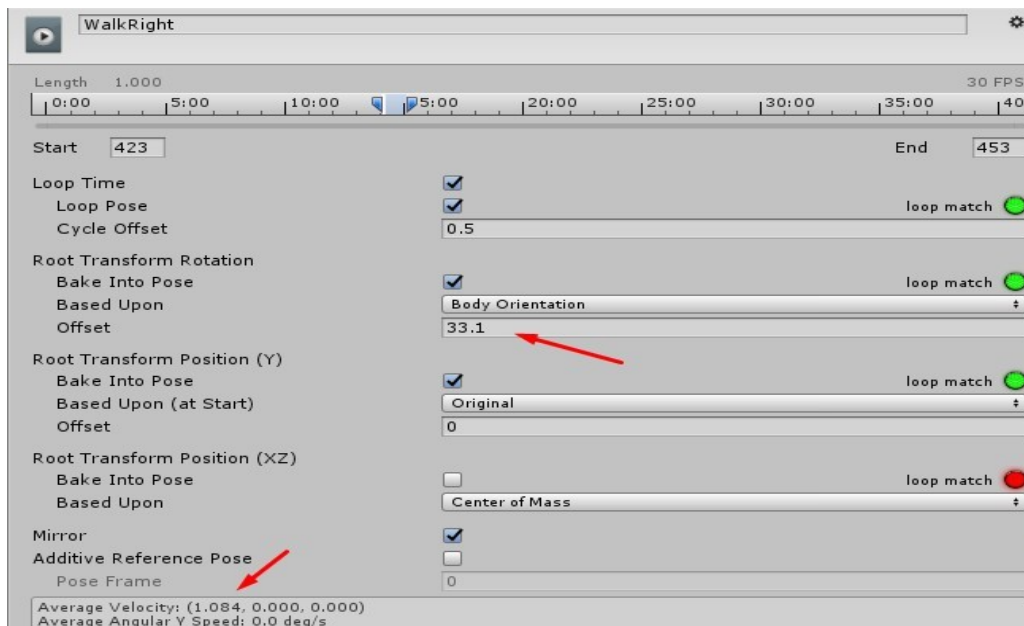 WalkRight
Length 1.000 30 FPS
0:00 5:00 10:00 5:00 20:00 25:00 30:00 35:00 40
Start 423 End 453
Loop Time
Loop Pose loop match
Cycle Offset 0.5
Root Transform Rotation
Bake Into Pose loop match
Based Upon Body Orientation
Offset 33.1
Root Transform Position (Y)
Bake Into Pose loop match
Based Upon (at Start) Original
Offset 0
Root Transform Position (XZ)
Bake Into Pose loop match
Based Upon Center of Mass
Mirror
Additive Reference Pose
Pose Frame 0
Average Velocity: (1.084, 0.000, 0.000)
Average Angular Y Speed: 0.0 deg/s